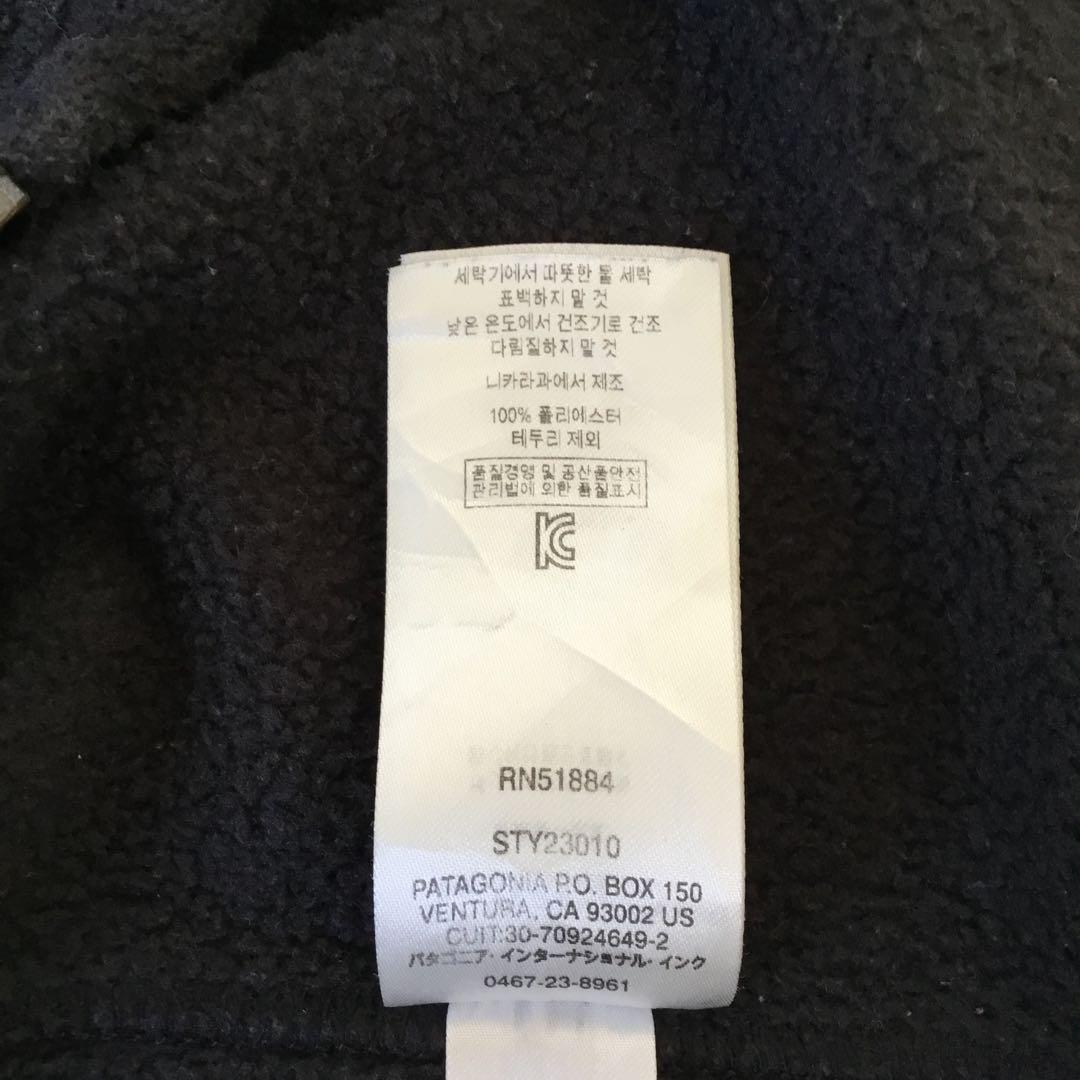 세탁기에서 따뜻한 물 세탁
표백하지 말 것
낮은 온도에서 건조기로 건조
다림질하지 말 것
니카라과에서 제조
100% 폴리에스터
테두리 제외
품질경영 및 공산품안전
관리법에 의한 품질표시
KC
RN51884
STY23010
PATAGONIA P.O. BOX 150
VENTURA, CA 93002 US
CUIT:30-70924649-2
パタゴニア・インターナショナル・インク
0467-23-8961